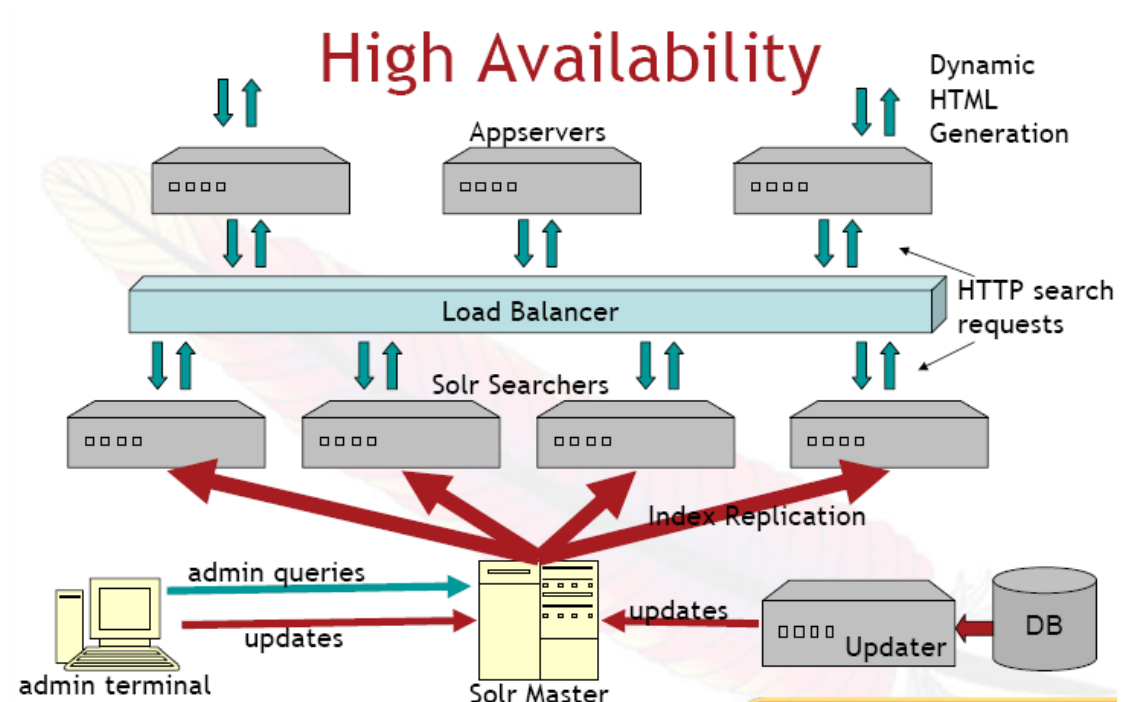 High Availability
Dynamic
HTML
Generation
Appservers
Load Balancer
HTTP search
requests
Solr Searchers
Index Replication
admin queries
updates
updates
Updater
DB
admin terminal
Solr Master